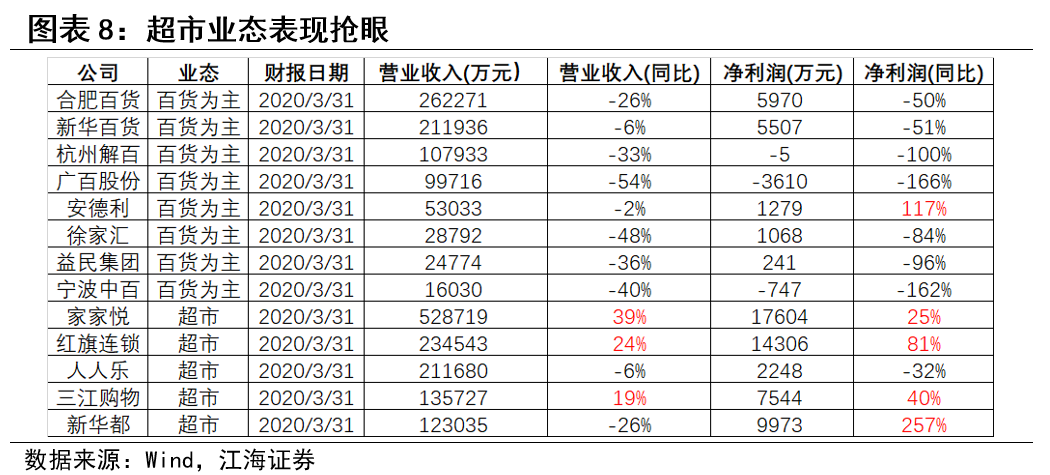 图表 8：超市业态表现抢眼
公司 业态 财报日期 营业收入(万元) 营业收入(同比) 净利润(万元) 净利润(同比)
合肥百货 百货为主 2020/3/31 262271 -26% 5970 -50%
新华百货 百货为主 2020/3/31 211936 -6% 5507 -51%
杭州解百 百货为主 2020/3/31 107933 -33% -5 -100%
广百股份 百货为主 2020/3/31 99716 -54% -3610 -166%
安德利 百货为主 2020/3/31 53033 -2% 1279 117%
徐家汇 百货为主 2020/3/31 28792 -48% 1068 -84%
益民集团 百货为主 2020/3/31 24774 -36% 241 -96%
宁波中百 百货为主 2020/3/31 16030 -40% -747 -162%
家家悦 超市 2020/3/31 528719 39% 17604 25%
红旗连锁 超市 2020/3/31 234543 24% 14306 81%
人人乐 超市 2020/3/31 211680 -6% 2248 -32%
三江购物 超市 2020/3/31 135727 19% 7544 40%
新华都 超市 2020/3/31 123035 -26% 9973 257%
数据来源：Wind，江海证券